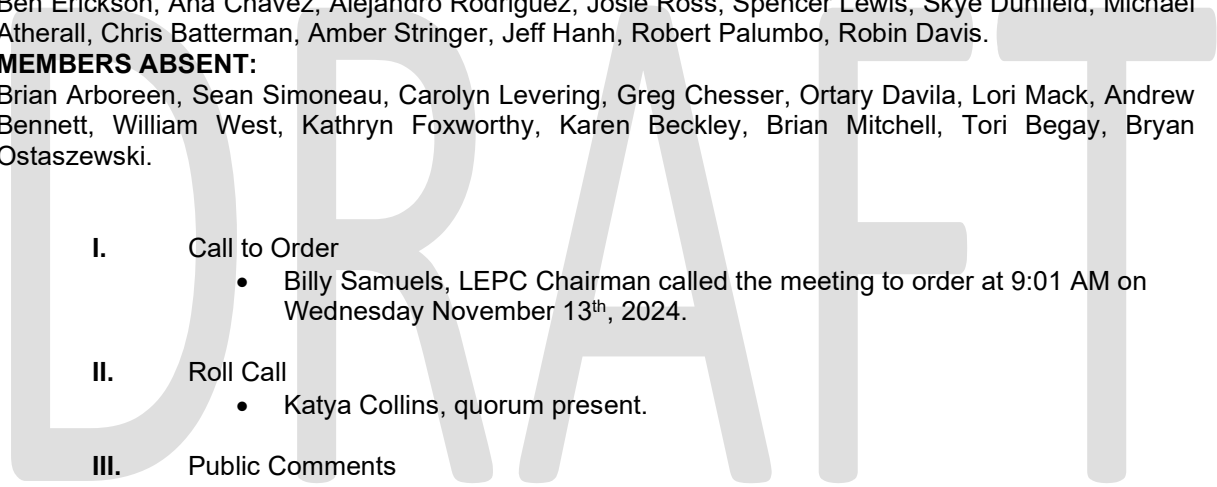 Ben Erickson, Ana Chavez, Alejandro Rodriguez, Josie Ross, Spencer Lewis, Skye Dunfield, Michael
Atherall, Chris Batterman, Amber Stringer, Jeff Hanh, Robert Palumbo, Robin Davis.
MEMBERS ABSENT:
Brian Arboreen, Sean Simoneau, Carolyn Levering, Greg Chesser, Ortary Davila, Lori Mack, Andrew
Bennett, William West, Kathryn Foxworthy, Karen Beckley, Brian Mitchell, Tori Begay, Bryan
Ostaszewski.
I. Call to Order
• Billy Samuels, LEPC Chairman called the meeting to order at 9:01 AM on
Wednesday November 13th, 2024.
II. Roll Call
• Katya Collins, quorum present.
III. Public Comments
DRAFT